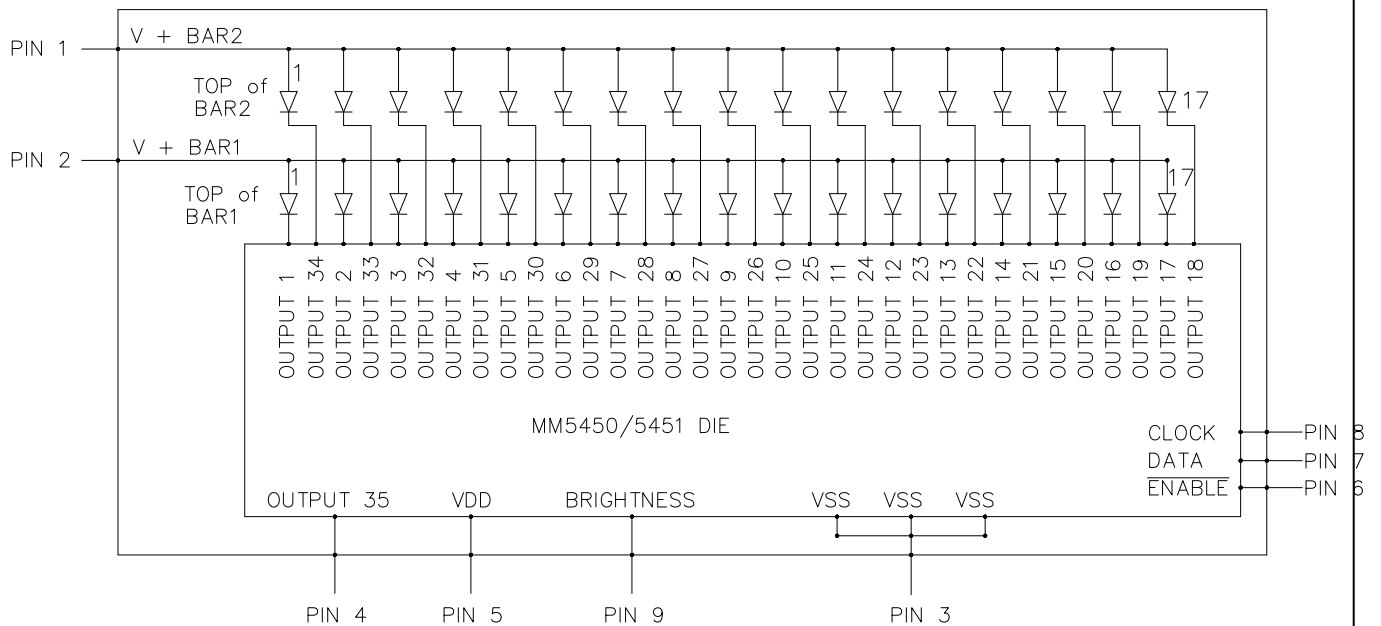 PIN 1
V + BAR2
1
TOP of
BAR2
17
PIN 2
V + BAR1
1
TOP of
BAR1
17
OUTPUT 1
OUTPUT 34
OUTPUT 2
OUTPUT 33
OUTPUT 3
OUTPUT 32
OUTPUT 4
OUTPUT 31
OUTPUT 5
OUTPUT 30
OUTPUT 6
OUTPUT 29
OUTPUT 7
OUTPUT 28
OUTPUT 8
OUTPUT 27
OUTPUT 9
OUTPUT 26
OUTPUT 10
OUTPUT 25
OUTPUT 11
OUTPUT 24
OUTPUT 12
OUTPUT 23
OUTPUT 13
OUTPUT 22
OUTPUT 14
OUTPUT 21
OUTPUT 15
OUTPUT 20
OUTPUT 16
OUTPUT 19
OUTPUT 17
OUTPUT 18
MM5450/5451 DIE
CLOCK
PIN 8
DATA
PIN 7
ENABLE
PIN 6
OUTPUT 35
VDD
BRIGHTNESS
VSS
VSS
VSS
PIN 4
PIN 5
PIN 9
PIN 3